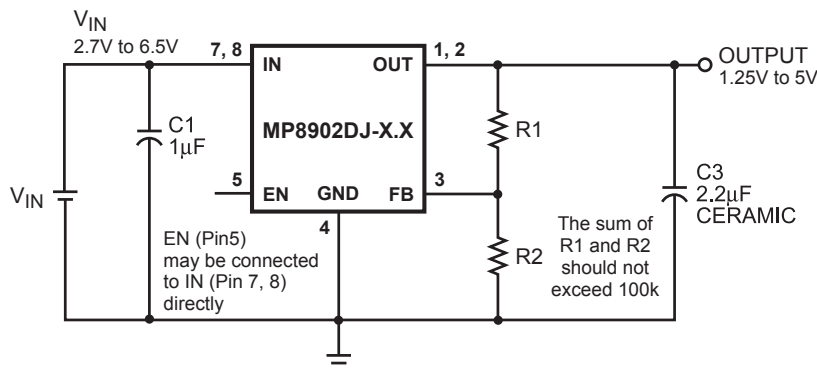 VIN
2.7V to 6.5V
7, 8
IN
OUT
1, 2
OUTPUT
1.25V to 5V
C1
1µF
MP8902DJ-X.X
R1
VIN
5
EN
GND
FB
3
4
C3
2.2µF
CERAMIC
EN (Pin5)
may be connected
to IN (Pin 7, 8)
directly
R2
The sum of
R1 and R2
should not
exceed 100k